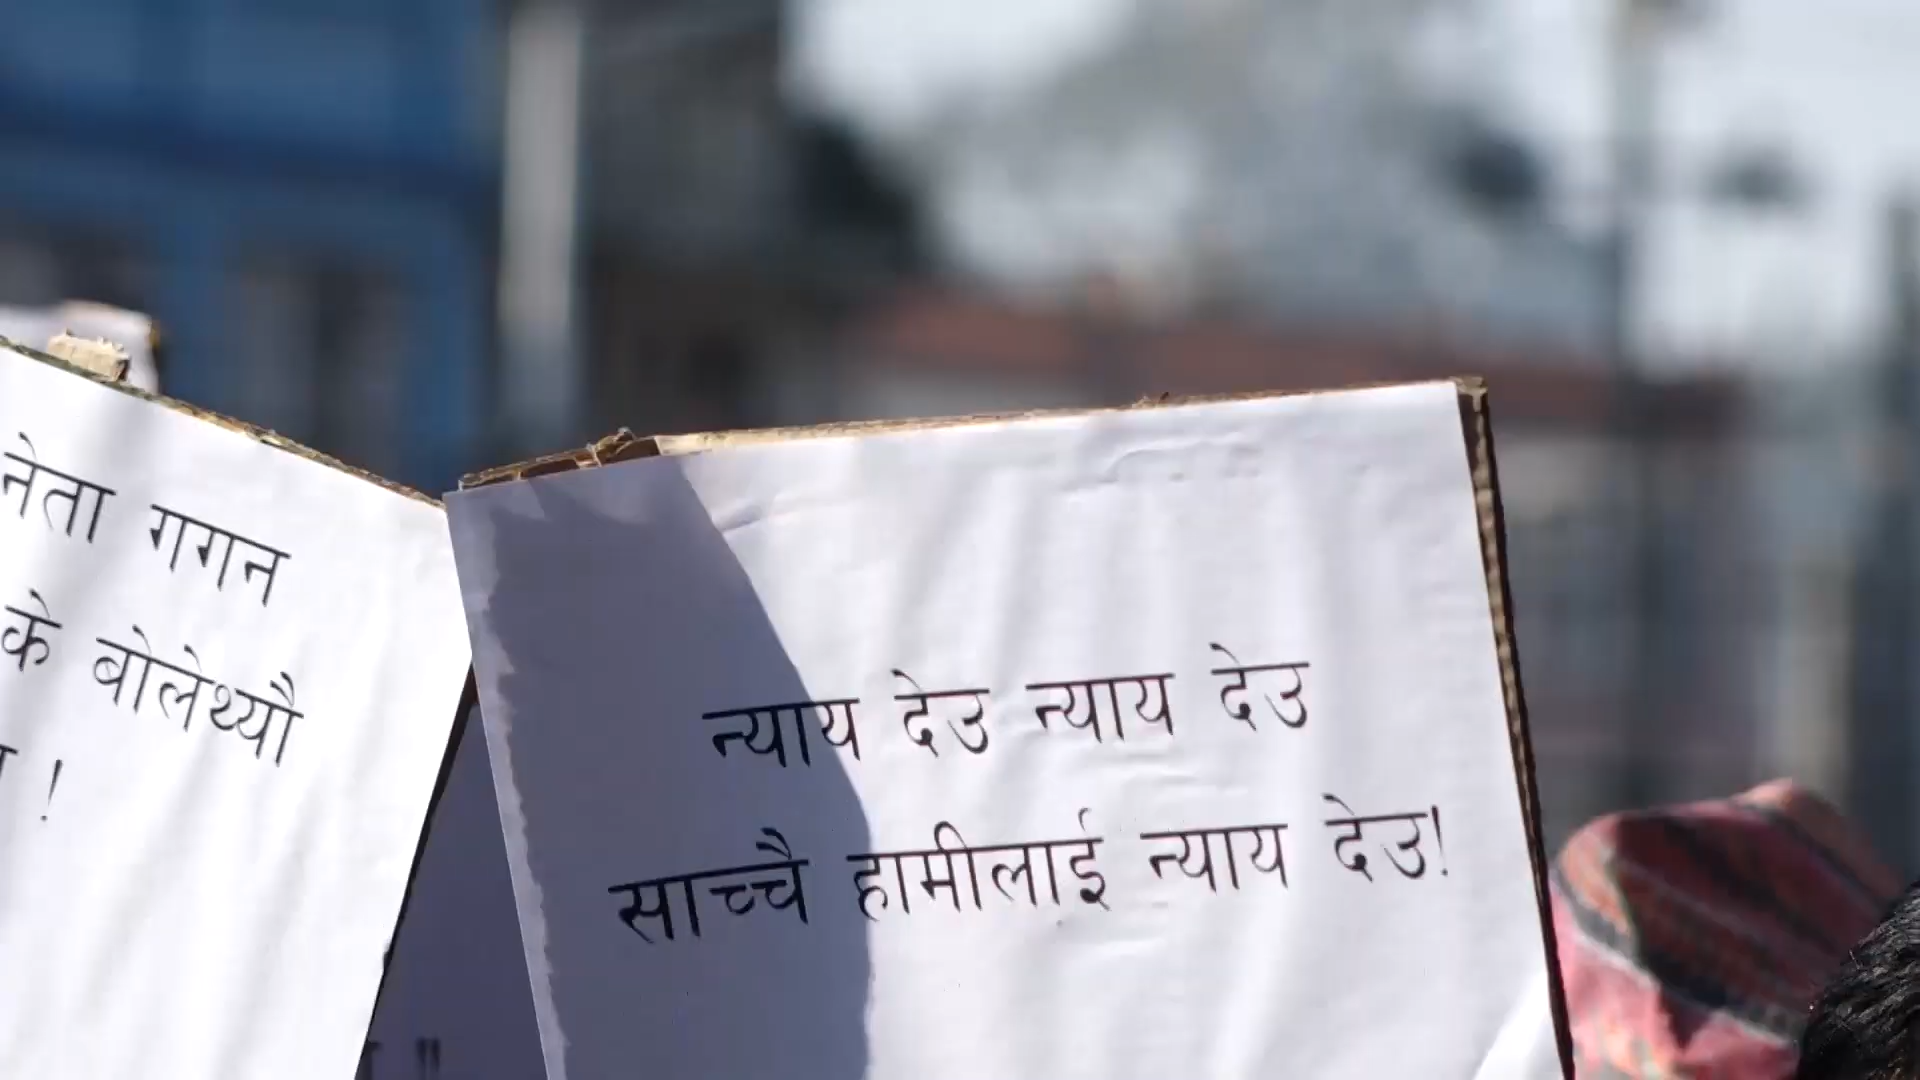 नेता गगन
के बोलेथ्यौ
!
न्याय देउ न्याय देउ
साच्चै हामीलाई न्याय देउ!
"